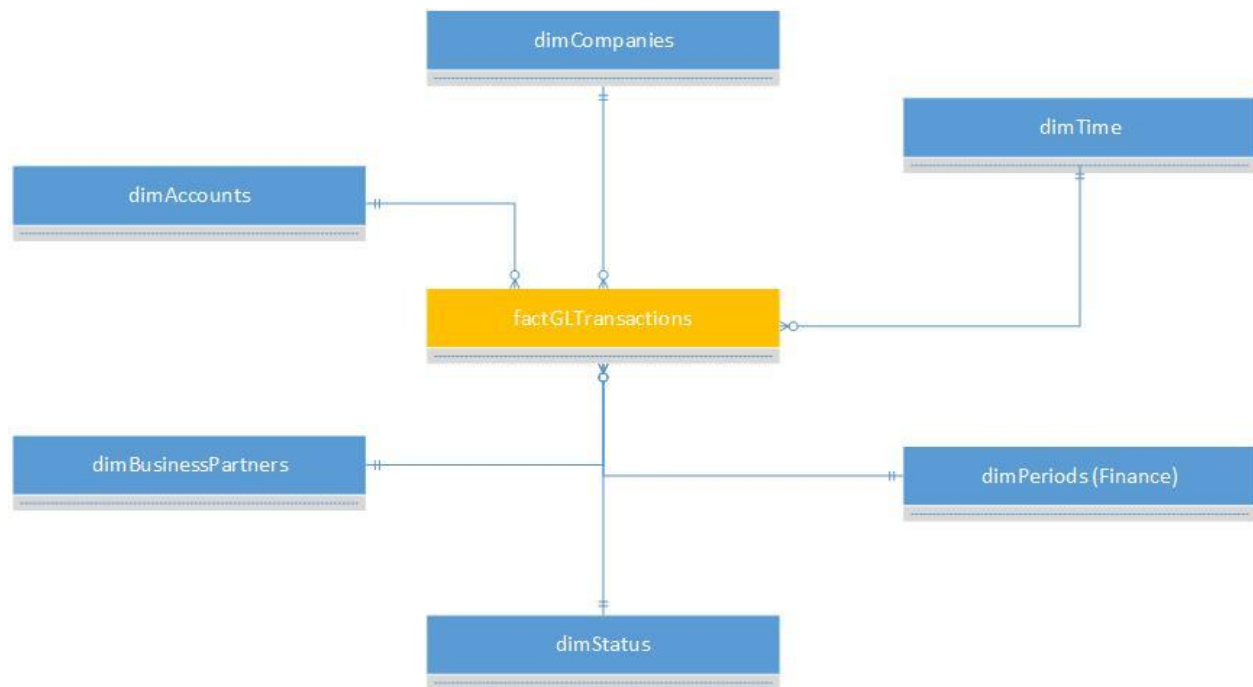 dimCompanies
dimTime
dimAccounts
factGLTransactions
dimBusinessPartners
dimPeriods (Finance)
dimStatus